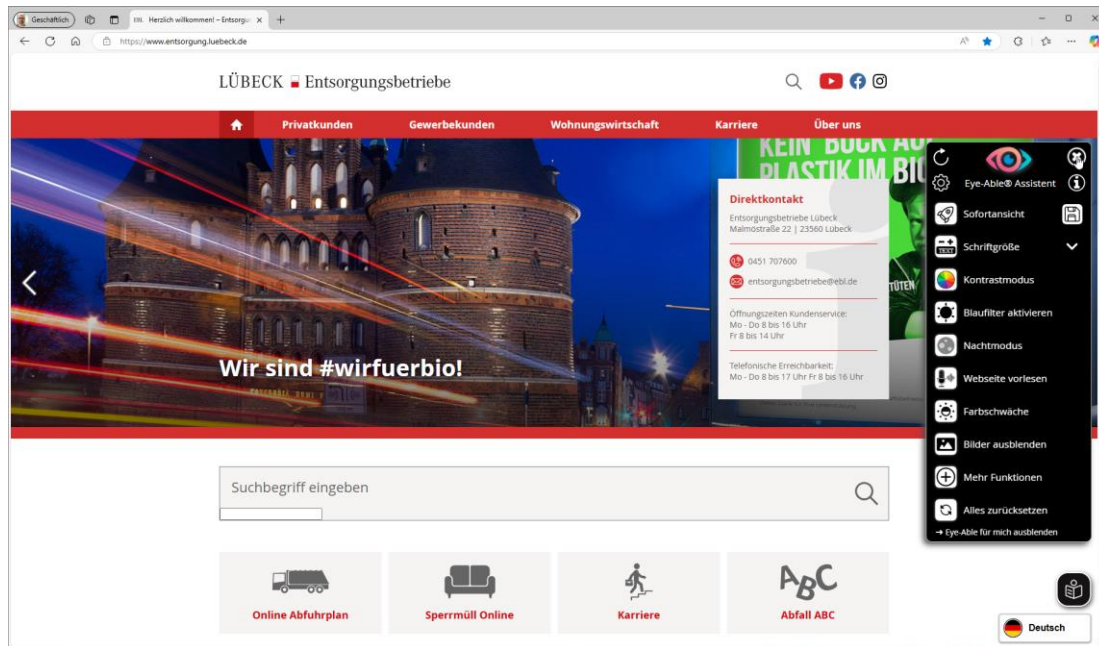 Geschäftlich
EBL Herzlich willkommen! – Entsorgu
https://www.entsorgung.luebeck.de
LÜBECK Entsorgungsbetriebe
Privatkunden Gewerbekunden Wohnungswirtschaft Karriere Über uns
KEIN BOCK AU
PLASTIK IM BIO
TÜTEN
Wir sind #wirfuerbio!
Direktkontakt
Entsorgungsbetriebe Lübeck
Malmöstraße 22 | 23560 Lübeck
0451 707600
entsorgungsbetriebe@ebl.de
Öffnungszeiten Kundenservice:
Mo - Do 8 bis 16 Uhr
Fr 8 bis 14 Uhr
Telefonische Erreichbarkeit:
Mo - Do 8 bis 17 Uhr Fr 8 bis 16 Uhr
Eye-Able® Assistent
Sofortansicht
TEXT Schriftgröße
Kontrastmodus
Blaufilter aktivieren
Nachtmodus
Webseite vorlesen
Farbschwäche
Bilder ausblenden
Mehr Funktionen
Alles zurücksetzen
→ Eye-Able für mich ausblenden
Suchbegriff eingeben
Online Abfuhrplan
Sperrmüll Online
Karriere
ABC
Abfall ABC
Deutsch